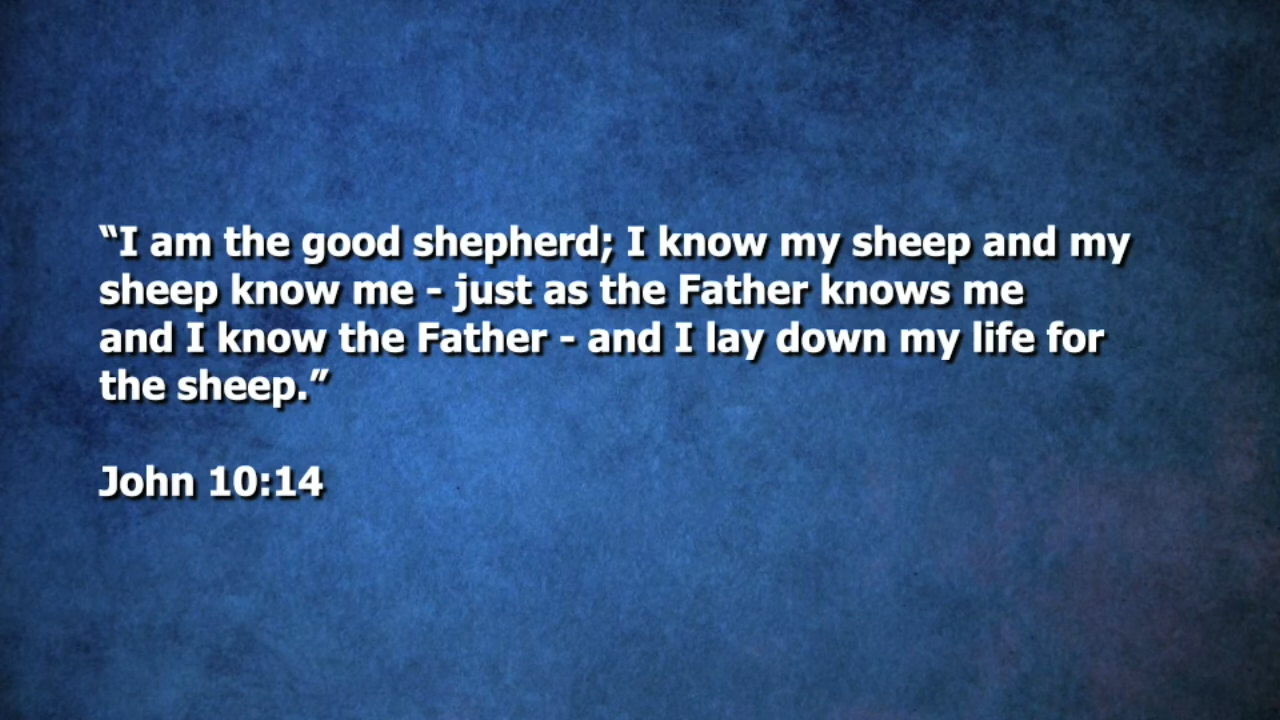 “I am the good shepherd; I know my sheep and my
sheep know me - just as the Father knows me
and I know the Father - and I lay down my life for
the sheep.”
John 10:14